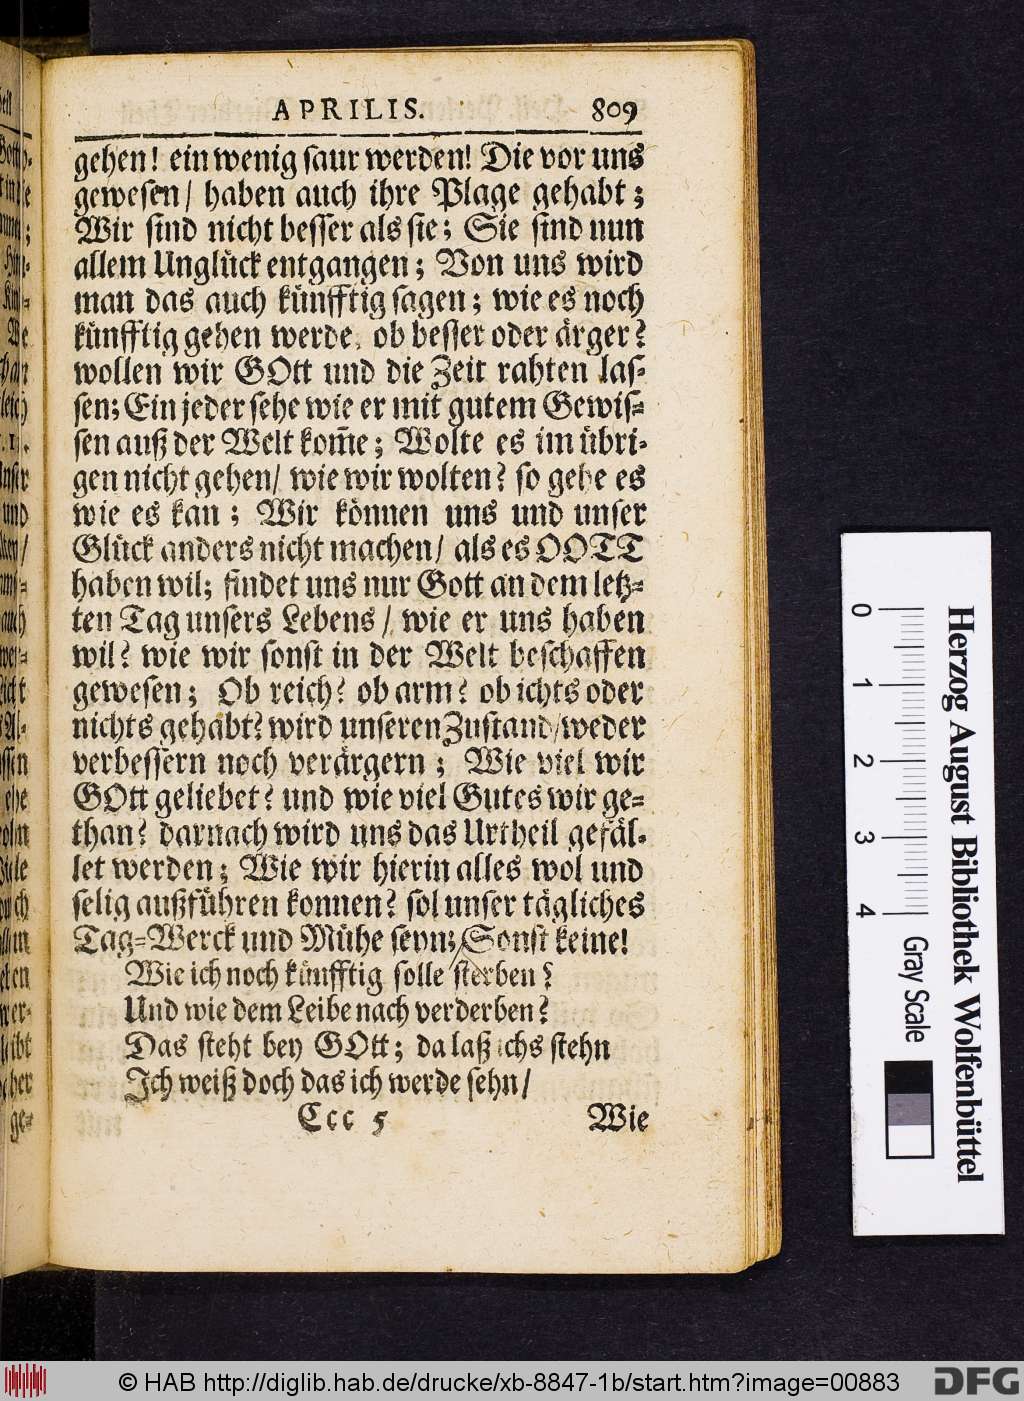 APRILIS. 809
gehen! ein wenig saur werden! Die vor uns
gewesen/ haben auch ihre Plage gehabt;
Wir sind nicht besser als sie; Sie sind nun
allem Unglück entgangen; Von uns wird
man das auch künfftig sagen; wie es noch
künfftig gehen werde, ob besser oder ärger?
wollen wir GOtt und die Zeit rahten las-
sen; Ein jeder sehe wie er mit gutem Gewis-
sen auß der Welt kom̃e; Wolte es im übri-
gen nicht gehen/ wie wir wolten? so gehe es
wie es kan; Wir können uns und unser
Glück anders nicht machen/ als es OOTT
haben wil; findet uns nur Gott an dem letz-
ten Tag unsers Lebens/ wie er uns haben
wil? wie wir sonst in der Welt beschaffen
gewesen; Ob reich? ob arm? ob ichts oder
nichts gehabt? wird unseren Zustand/ weder
verbessern noch verärgern; Wie viel wir
GOtt geliebet? und wie viel Gutes wir ge-
than? darnach wird uns das Urtheil gefäl-
let werden; Wie wir hierin alles wol und
selig außführen konnen? sol unser tägliches
Tag-Werck und Mühe seyn; Sonst keine!
Wie ich noch künfftig solle sterben?
Und wie dem Leibe nach verderben?
Das steht bey GOtt; da laß ichs stehn
Ich weiß doch das ich werde sehn/
Ccc 5 Wie
0 1 2 3 4
Gray Scale
Herzog August Bibliothek Wolfenbüttel
© HAB http://diglib.hab.de/drucke/xb-8847-1b/start.htm?image=00883
DFG